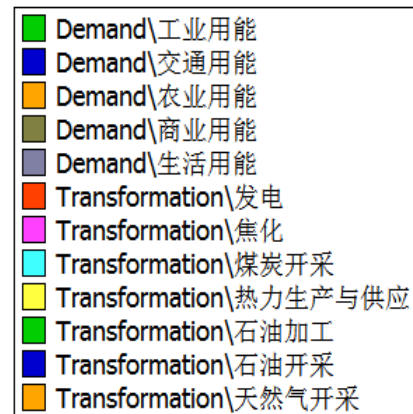 Demand\工业用能
Demand\交通用能
Demand\农业用能
Demand\商业用能
Demand\生活用能
Transformation\发电
Transformation\焦化
Transformation\煤炭开采
Transformation\热力生产与供应
Transformation\石油加工
Transformation\石油开采
Transformation\天然气开采